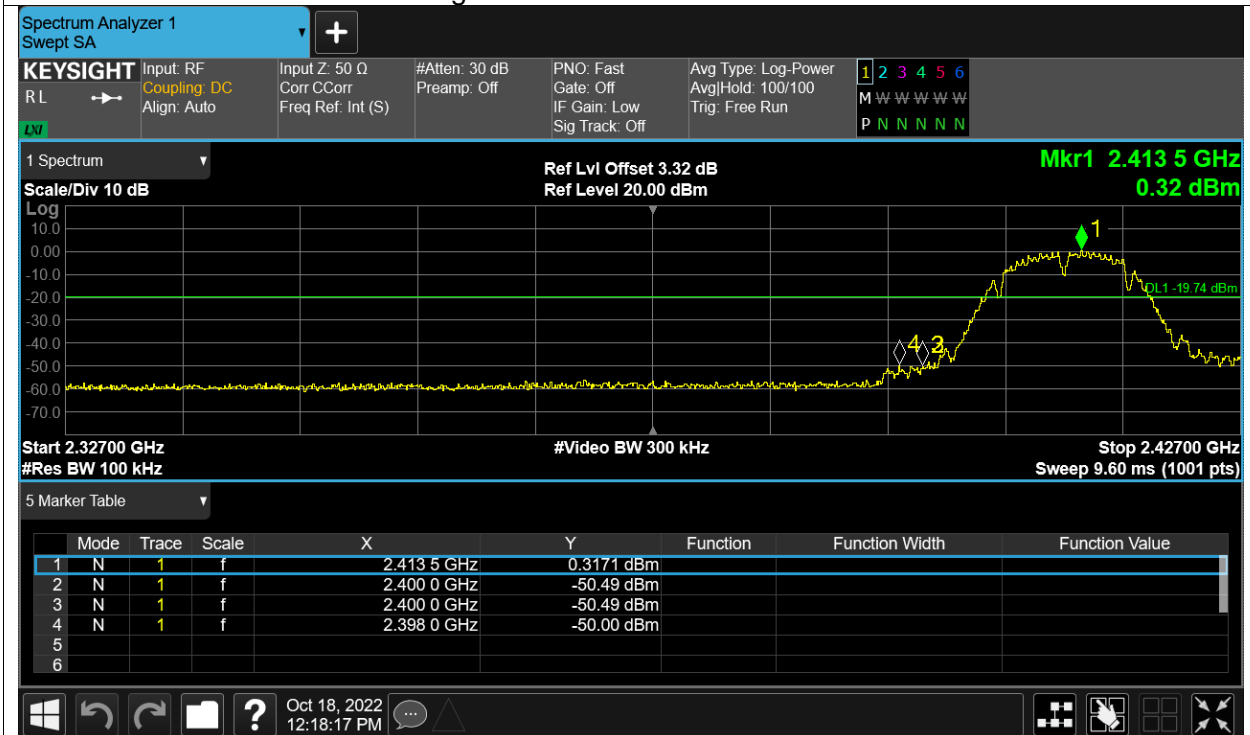 Spectrum Analyzer 1
Swept SA
+
KEYSIGHT Input: RF Input Z: 50 Ω #Atten: 30 dB PNO: Fast Avg Type: Log-Power 1 2 3 4 5 6
RL Coupling: DC Corr CCorr Preamp: Off Gate: Off Avg|Hold: 100/100 M W W W W W W
Align: Auto Freq Ref: Int (S) IF Gain: Low Trig: Free Run
LXI Sig Track: Off P N N N N N N
1 Spectrum Ref Lvl Offset 3.32 dB Mkr1 2.413 5 GHz
Scale/Div 10 dB Ref Level 20.00 dBm 0.32 dBm
Log
10.0 1
0.00
-10.0
-20.0 DL1 -19.74 dBm
-30.0
-40.0 4 2
-50.0
-60.0
-70.0
Start 2.32700 GHz #Video BW 300 kHz Stop 2.42700 GHz
#Res BW 100 kHz Sweep 9.60 ms (1001 pts)
5 Marker Table
Mode Trace Scale X Y Function Function Width Function Value
1 N 1 f 2.413 5 GHz 0.3171 dBm
2 N 1 f 2.400 0 GHz -50.49 dBm
3 N 1 f 2.400 0 GHz -50.49 dBm
4 N 1 f 2.398 0 GHz -50.00 dBm
5
6
? Oct 18, 2022
12:18:17 PM